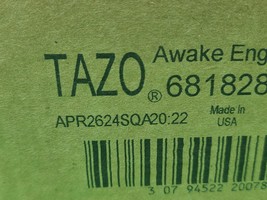 Awake Eng
TAZO® 681828
Made in
USA
APR2624SQA20:22
3 07 94522 20078